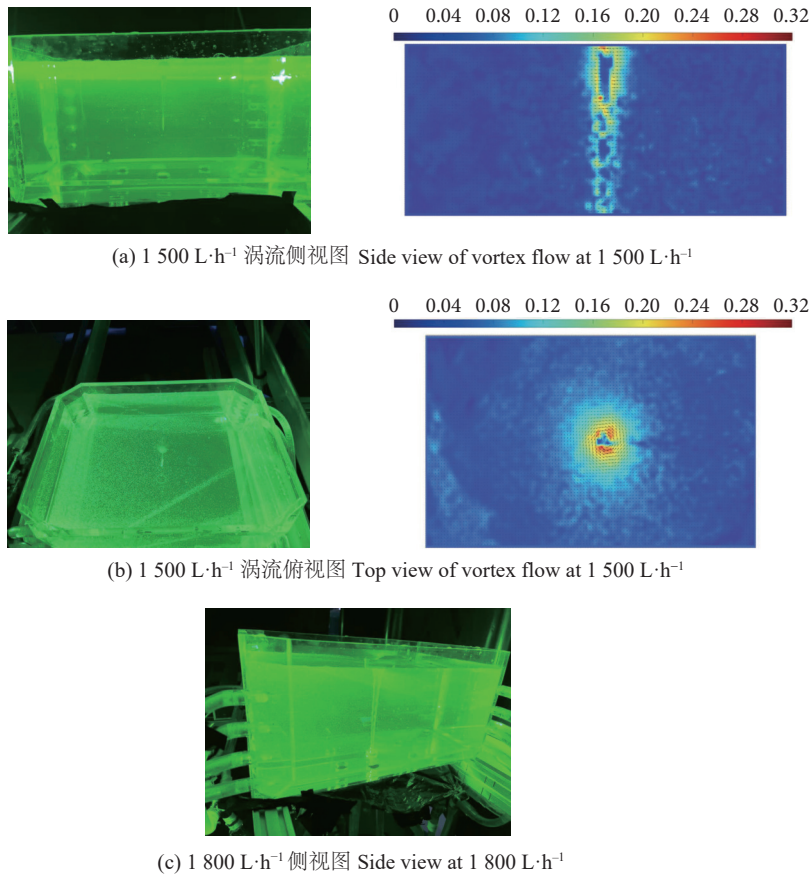 0 0.04 0.08 0.12 0.16 0.20 0.24 0.28 0.32
(a) 1 500 L·h⁻¹ 涡流侧视图 Side view of vortex flow at 1 500 L·h⁻¹
0 0.04 0.08 0.12 0.16 0.20 0.24 0.28 0.32
(b) 1 500 L·h⁻¹ 涡流俯视图 Top view of vortex flow at 1 500 L·h⁻¹
(c) 1 800 L·h⁻¹ 侧视图 Side view at 1 800 L·h⁻¹